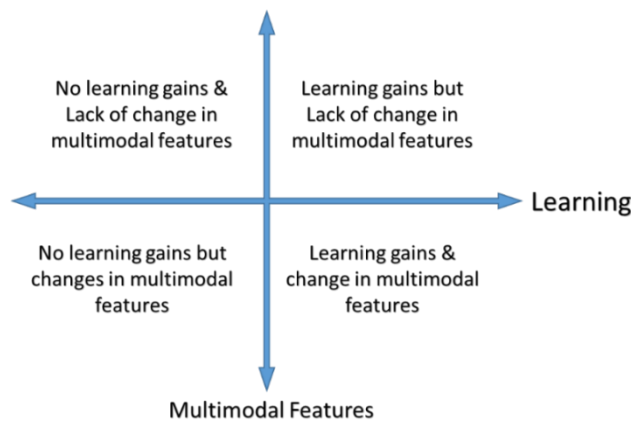 No learning gains &
Lack of change in
multimodal features
Learning gains but
Lack of change in
multimodal features
Learning
No learning gains but
changes in multimodal
features
Learning gains &
change in multimodal
features
Multimodal Features